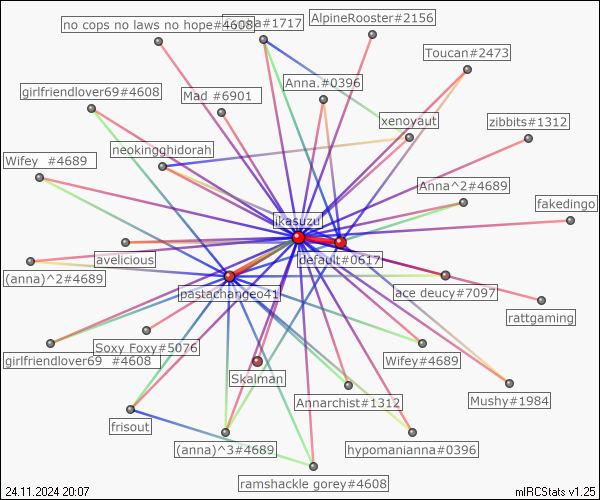 no cops no laws no hope#4608
#1717
AlpineRooster#2156
Toucan#2473
girlfriendlover69#4608
Mad #6901
Anna.#0396
xenoyaut
zibbits#1312
neokingghidorah
Wifey  #4689
Anna^2#4689
fakedingo
ikasuzu
avelicious
default#0617
(anna)^2#4689
pastachangeo41
ace deucy#7097
rattgaming
Soxy Foxy#5076
girlfriendlover69  #4608
Wifey#4689
Skalman
Mushy#1984
Annarchist#1312
frisout
(anna)^3#4689
hypomanianna#0396
ramshackle gorey#4608
24.11.2024 20:07
mIRCStats v1.25